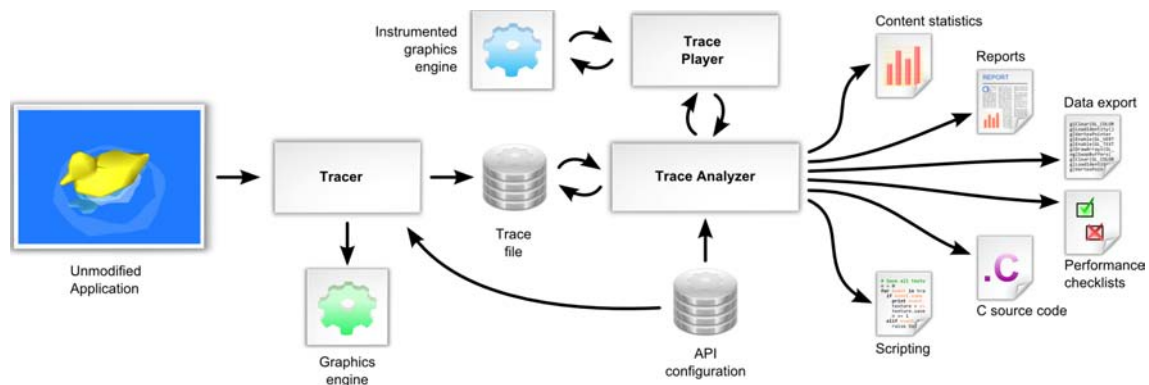 Instrumented
graphics
engine
Trace
Player
Content statistics
Reports
REPORT
Data export
Unmodified
Application
Tracer
Trace
file
Trace Analyzer
Graphics
engine
API
configuration
Scripting
.C
C source code
Performance
checklists